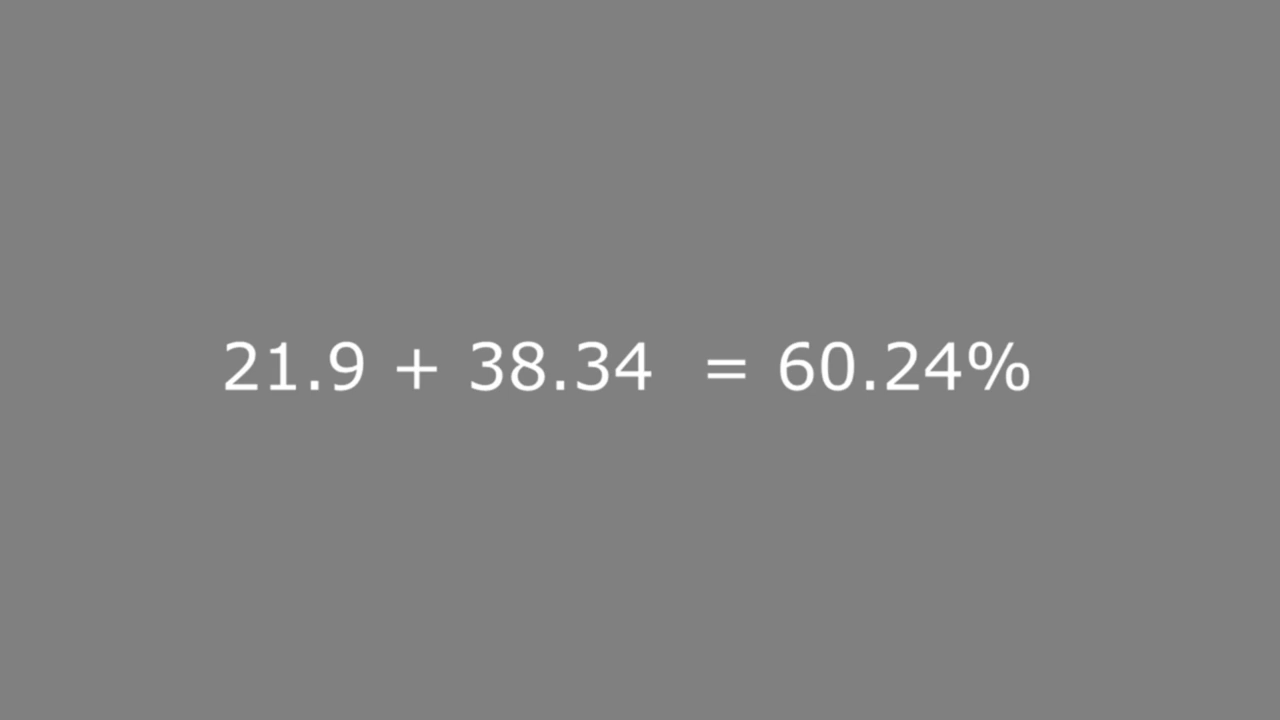 21.9 + 38.34 = 60.24%